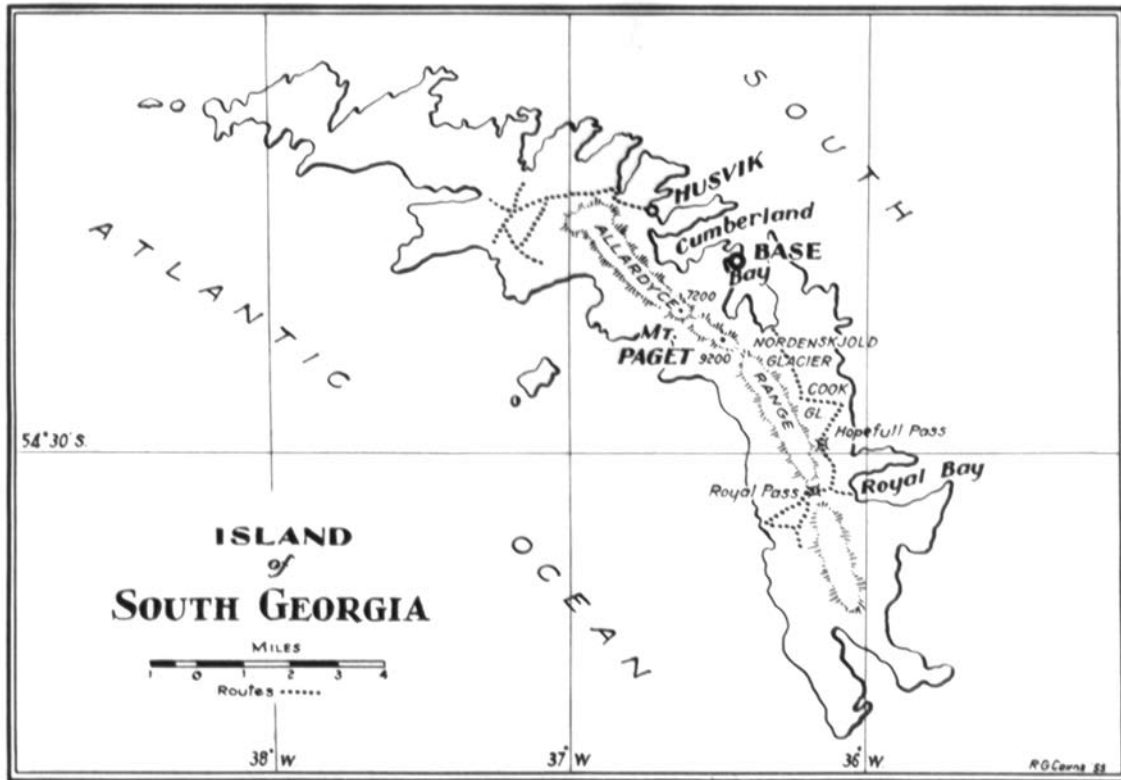 SOUTH
ATLANTIC
OCEAN
HUSVIK
Cumberland
Bay
BASE
ALLARDYCE
7200
MT.
PAGET
9200
NORDENSKJOLD
GLACIER
RANGE
COOK
GL.
Hopefull Pass
54°30'S.
Royal Pass
Royal Bay
ISLAND
of
SOUTH GEORGIA
MILES
1 0 1 2 3 4
Routes
38° W
37° W
36° W